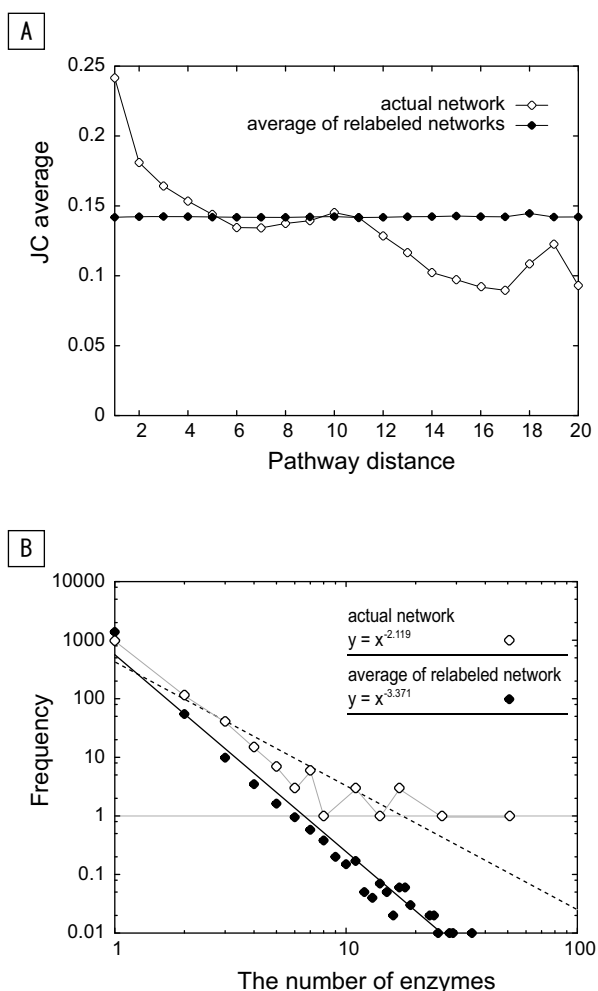 A
0.25
0.2
0.15
0.1
0.05
0
JC average
actual network
average of relabeled networks
2 4 6 8 10 12 14 16 18 20
Pathway distance
B
10000
1000
100
10
1
0.1
0.01
Frequency
actual network
y = x^-2.119
average of relabeled network
y = x^-3.371
1 10 100
The number of enzymes